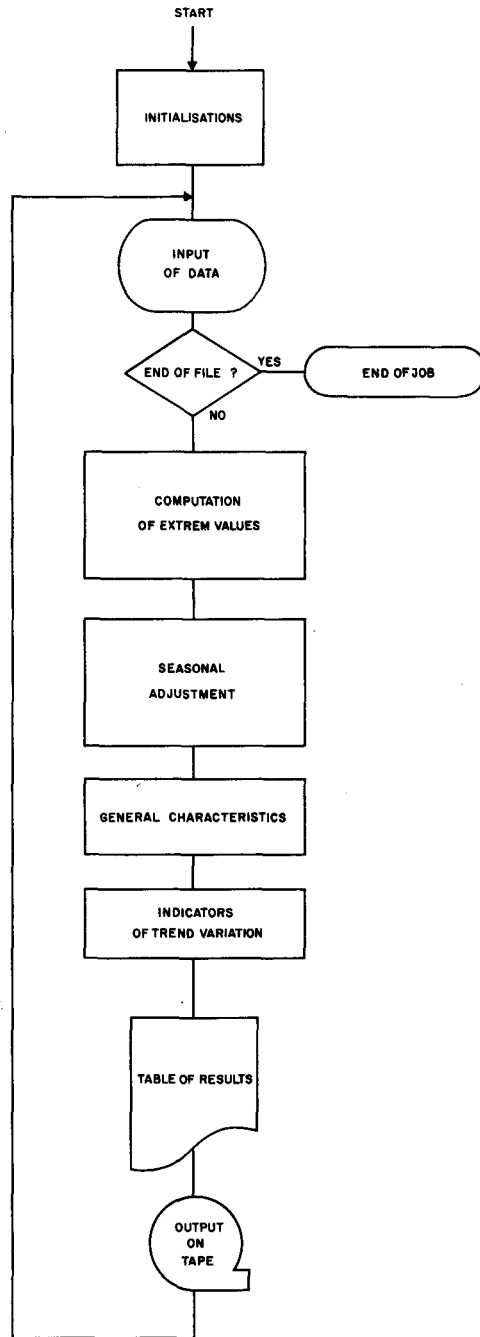 START
INITIALISATIONS
INPUT
OF DATA
END OF FILE ?
YES
END OF JOB
NO
COMPUTATION
OF EXTREM VALUES
SEASONAL
ADJUSTMENT
GENERAL CHARACTERISTICS
INDICATORS
OF TREND VARIATION
TABLE OF RESULTS
OUTPUT
ON
TAPE